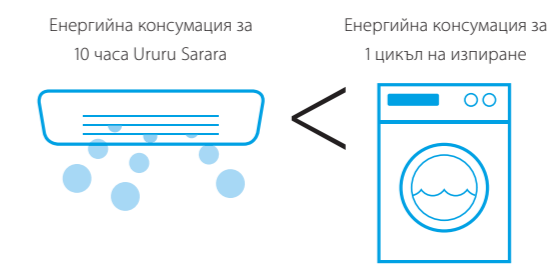 Енергийна консумация за
10 часа Ururu Sarara
Енергийна консумация за
1 цикъл на изпиране
<